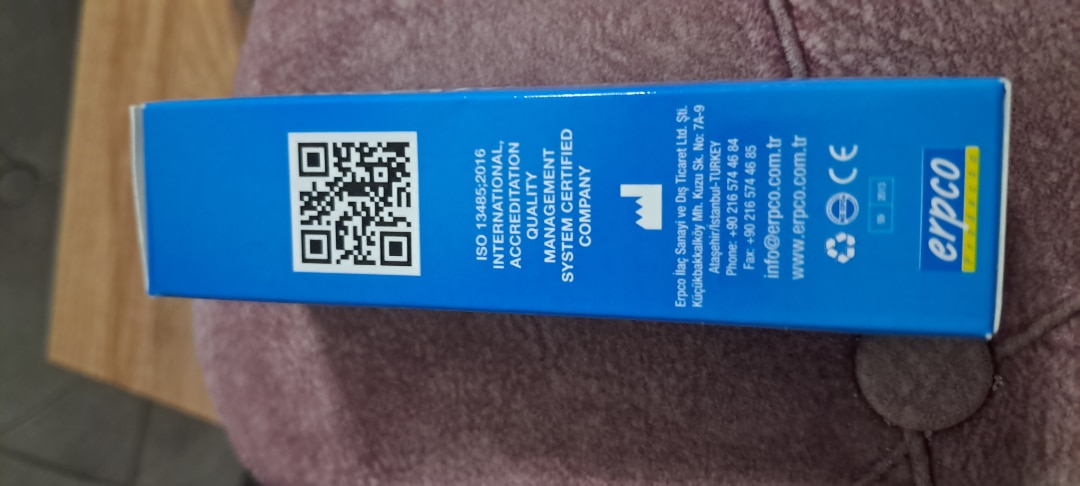 ISO 13485;2016
INTERNATIONAL,
ACCREDITATION
QUALITY
MANAGEMENT
SYSTEM CERTIFIED
COMPANY
Erpco İlaç Sanayi ve Dış Ticaret Ltd. Şti.
Küçükbakkalköy Mh. Kuzu Sk. No: 7A-9
Ataşehir/İstanbul-TURKEY
Phone: +90 216 574 46 84
Fax: +90 216 574 46 85
info@erpco.com.tr
www.erpco.com.tr
CE
erpco